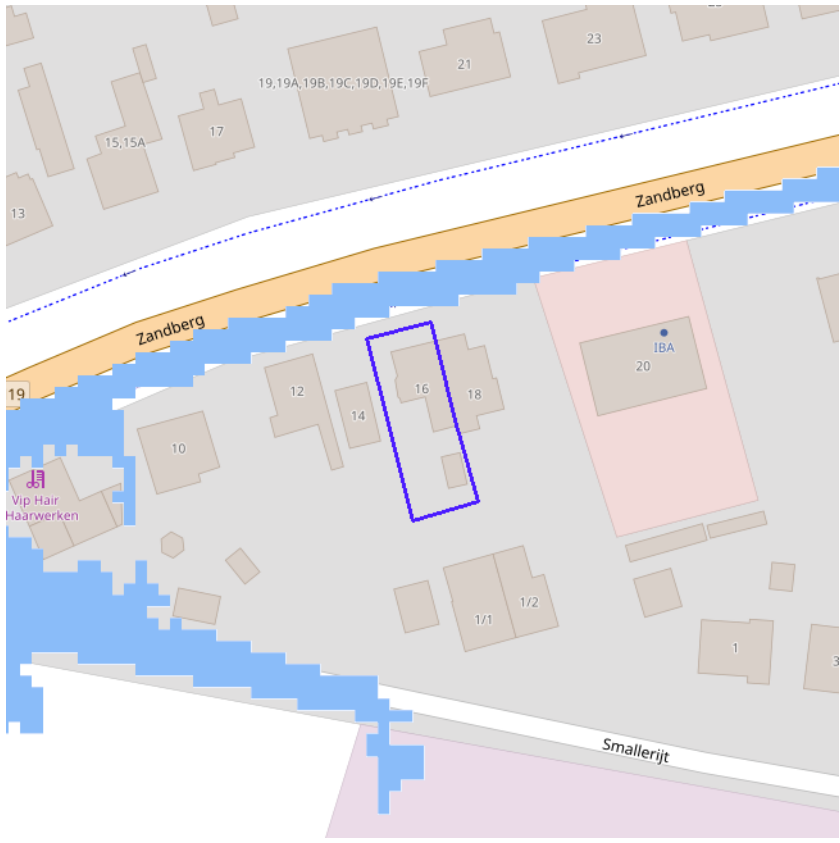 23
21
19,19A,19B,19C,19D,19E,19F
17
15,15A
13
Zandberg
Zandberg
IBA
20
19
12
16
18
14
10
Vip Hair
Haarwerken
1/2
1/1
1
3
Smallerijt